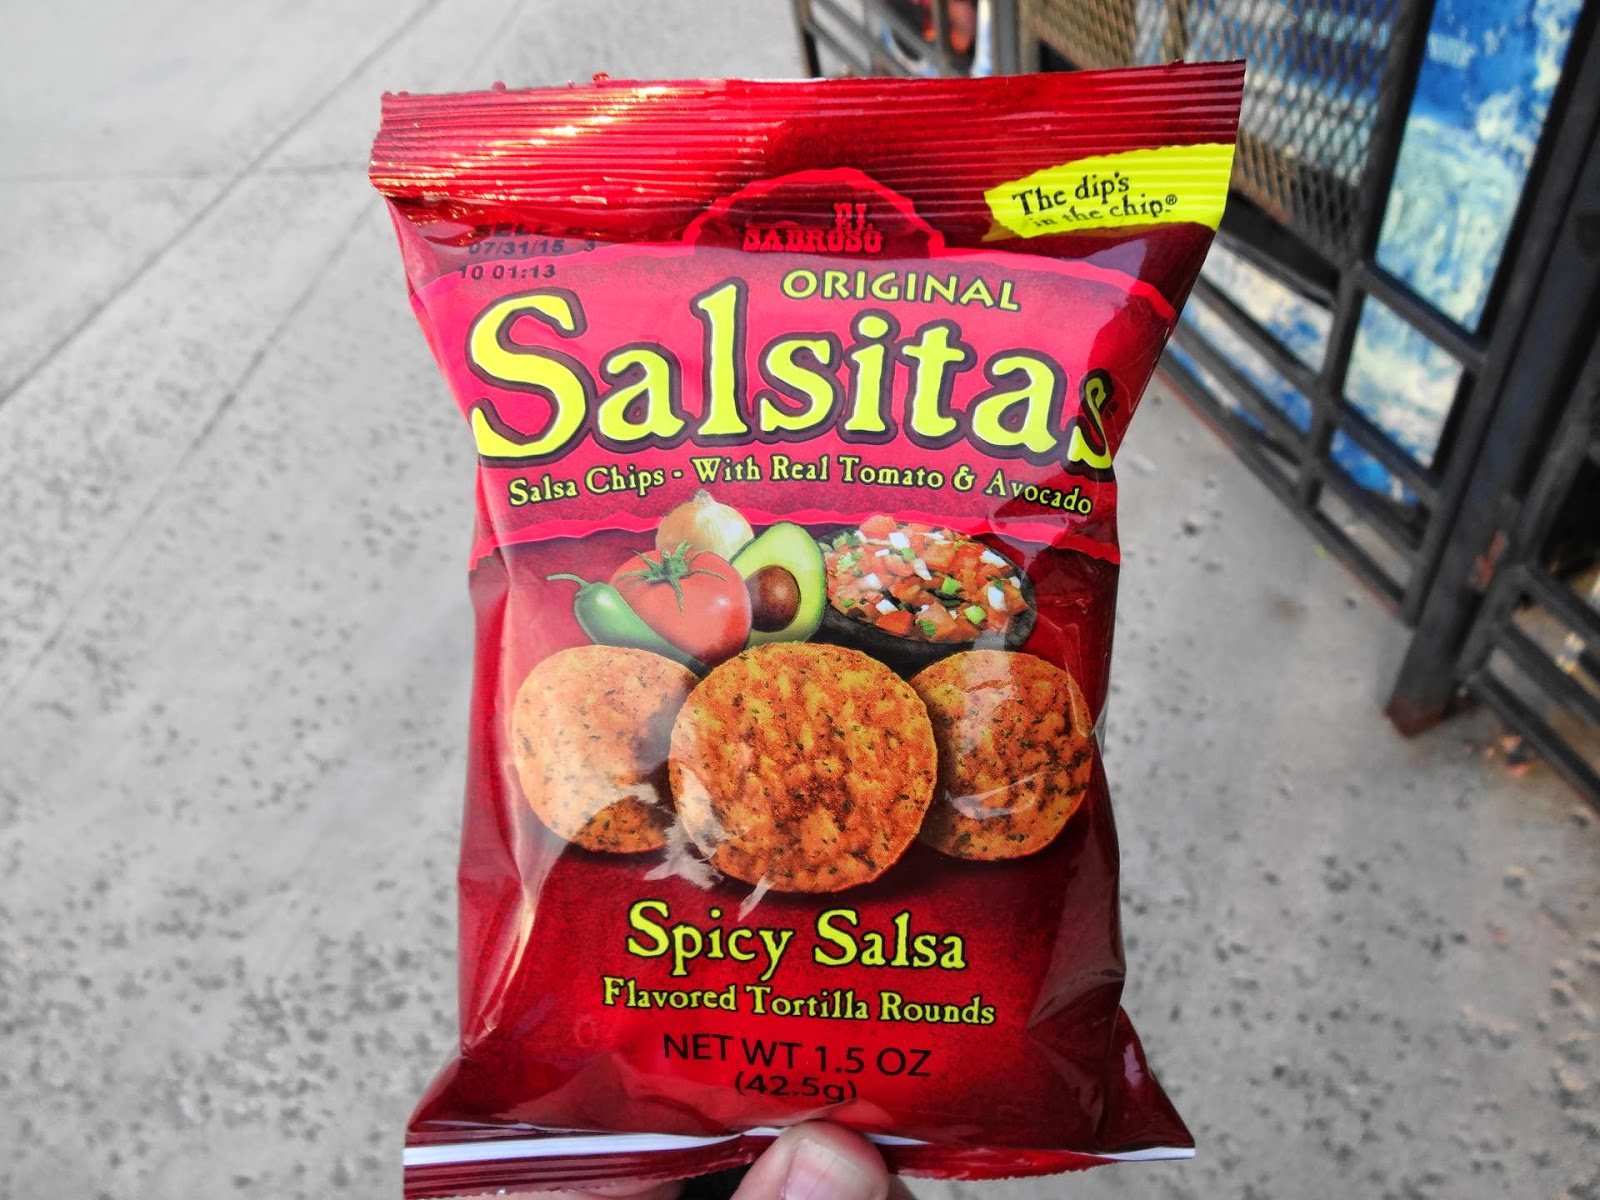 The dip's
in the chip.®
EL
SABROSO
07/31/15 3
10 01:13
ORIGINAL
Salsitas
Salsa Chips - With Real Tomato & Avocado
Spicy Salsa
Flavored Tortilla Rounds
NET WT 1.5 OZ
(42.5g)